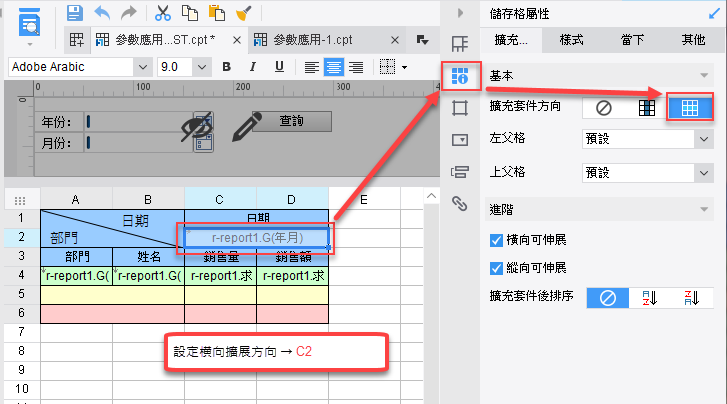 儲存格屬性
參數應用...ST.cpt *
參數應用-1.cpt
擴充...
樣式
當下
其他
Adobe Arabic
9.0
B
I
U
基本
0
100
200
300
擴充套件方向
年份:
查詢
月份:
左父格
預設
上父格
預設
A
B
C
D
E
進階
1
日期
日期
部門
2
r-report1.G(年月)
橫向可伸展
3
部門
姓名
銷售量
銷售額
縱向可伸展
4
r-report1.G(
r-report1.G(
r-report1.求
r-report1.求
5
擴充套件後排序
6
7
8
設定橫向擴展方向 → C2
9
10